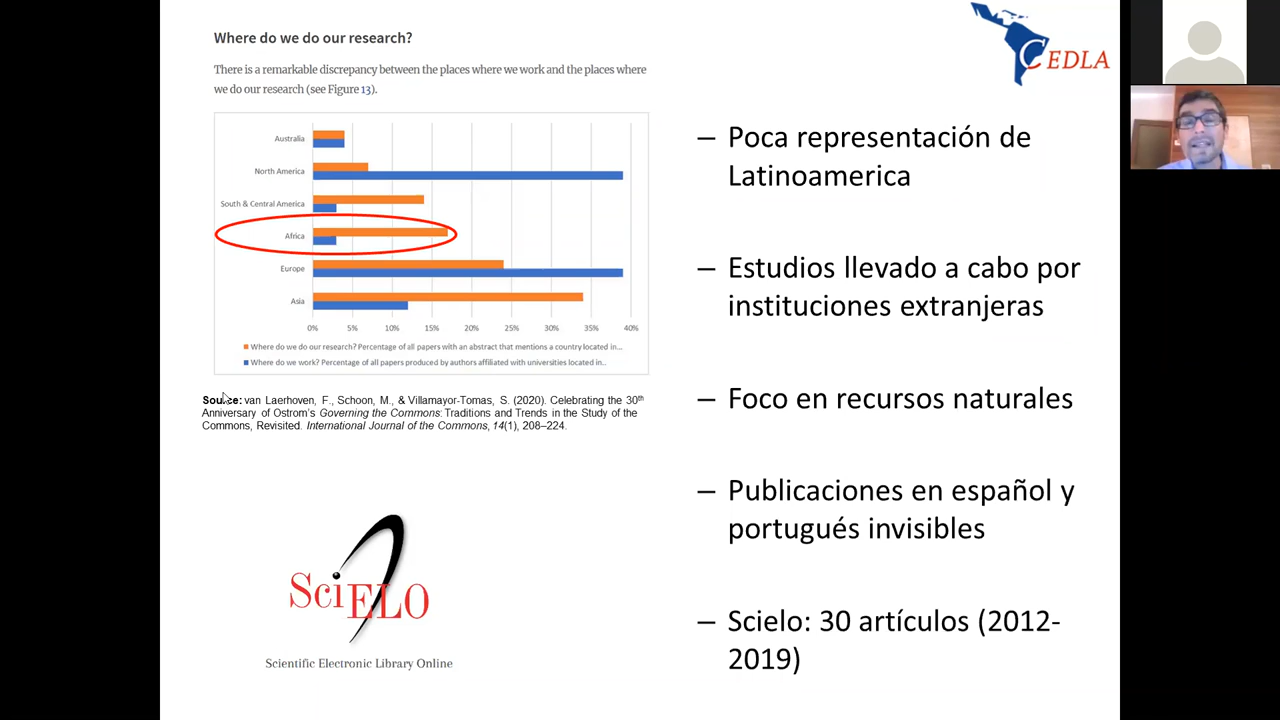 Where do we do our research?
There is a remarkable discrepancy between the places where we work and the places where
we do our research (see Figure 13).
Australia
North America
South & Central America
Africa
Europe
Asia
0% 5% 10% 15% 20% 25% 30% 35% 40%
Where do we do our research? Percentage of all papers with an abstract that mentions a country located in...
Where do we work? Percentage of all papers produced by authors affiliated with universities located in..
Source: van Laerhoven, F., Schoon, M., & Villamayor-Tomas, S. (2020). Celebrating the 30th
Anniversary of Ostrom's Governing the Commons: Traditions and Trends in the Study of the
Commons, Revisited. International Journal of the Commons, 14(1), 208–224.
SciELO
Scientific Electronic Library Online
CEDLA
– Poca representación de
Latinoamerica
– Estudios llevado a cabo por
instituciones extranjeras
– Foco en recursos naturales
– Publicaciones en español y
portugués invisibles
– Scielo: 30 artículos (2012-
2019)